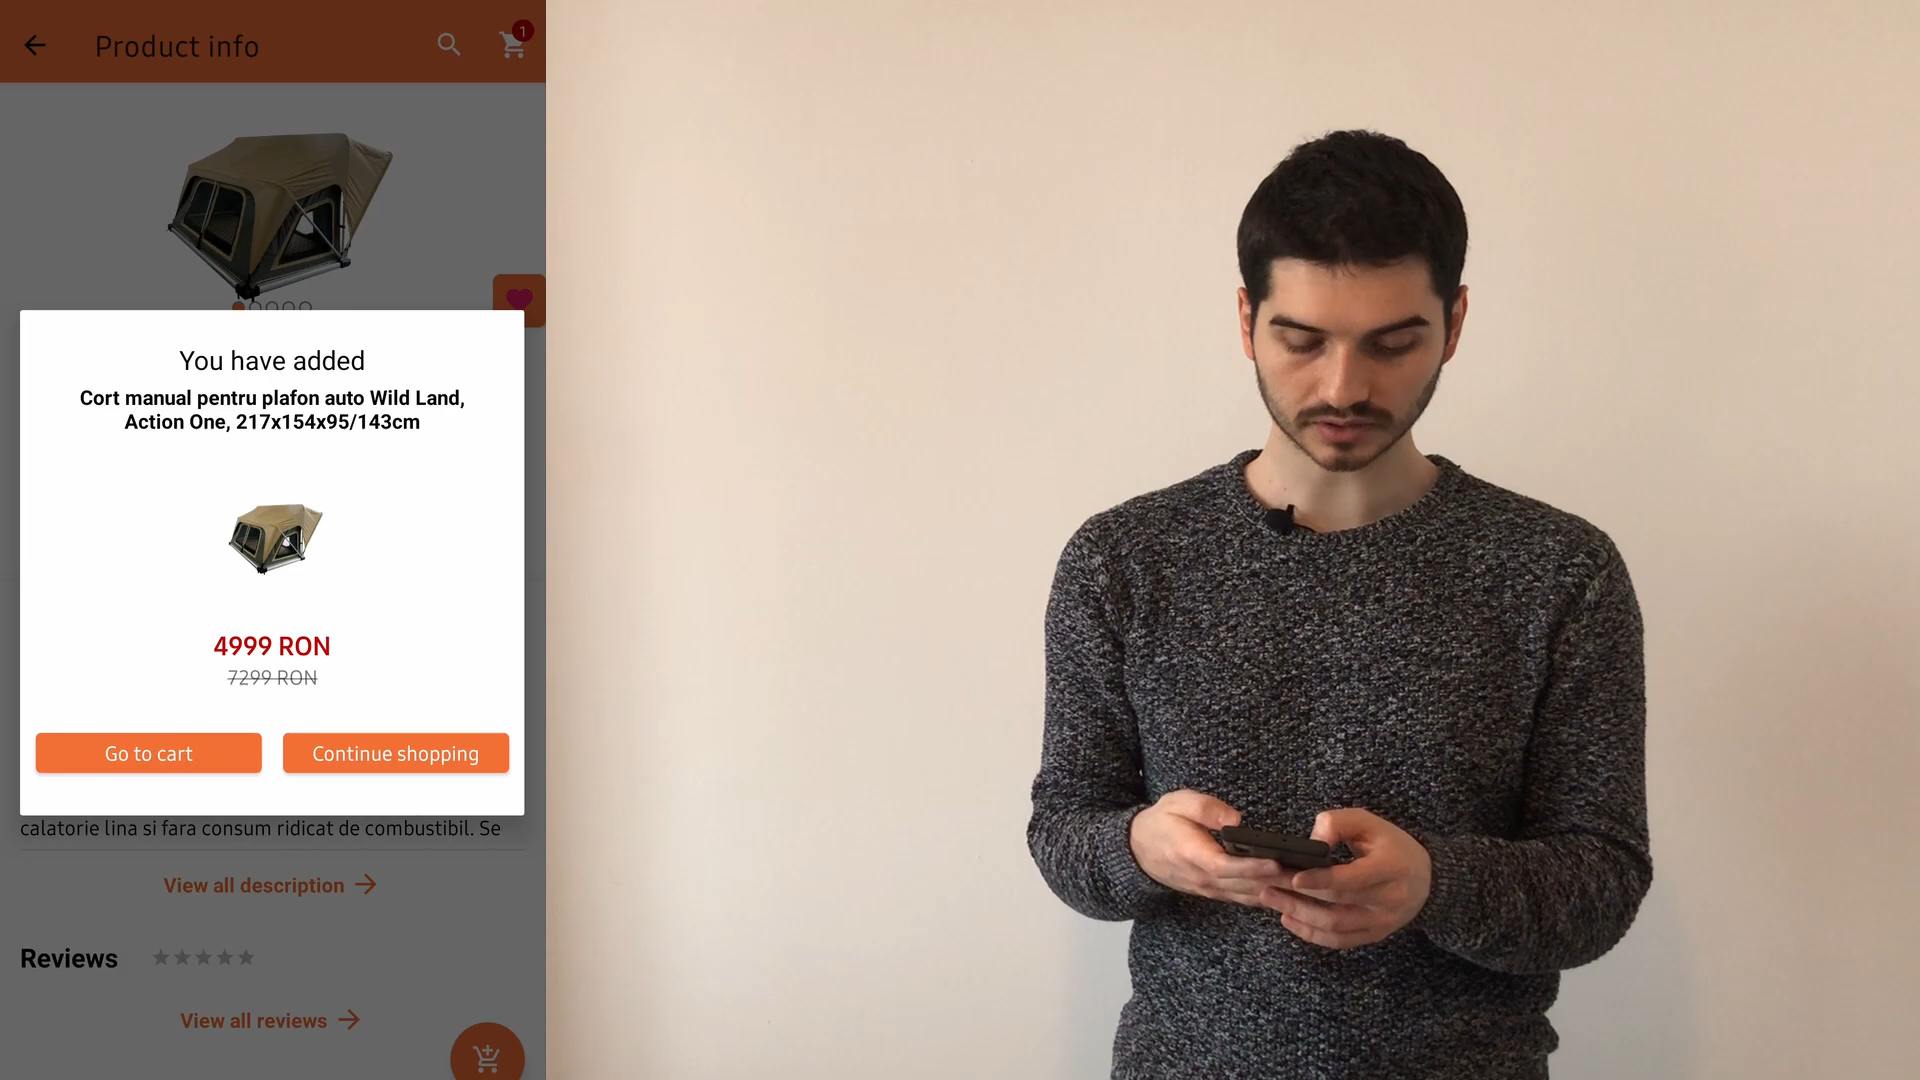 Product info
1
You have added
Cort manual pentru plafon auto Wild Land,
Action One, 217x154x95/143cm
4999 RON
7299 RON
Go to cart
Continue shopping
calatorie lina si fara consum ridicat de combustibil. Se
View all description
Reviews
View all reviews